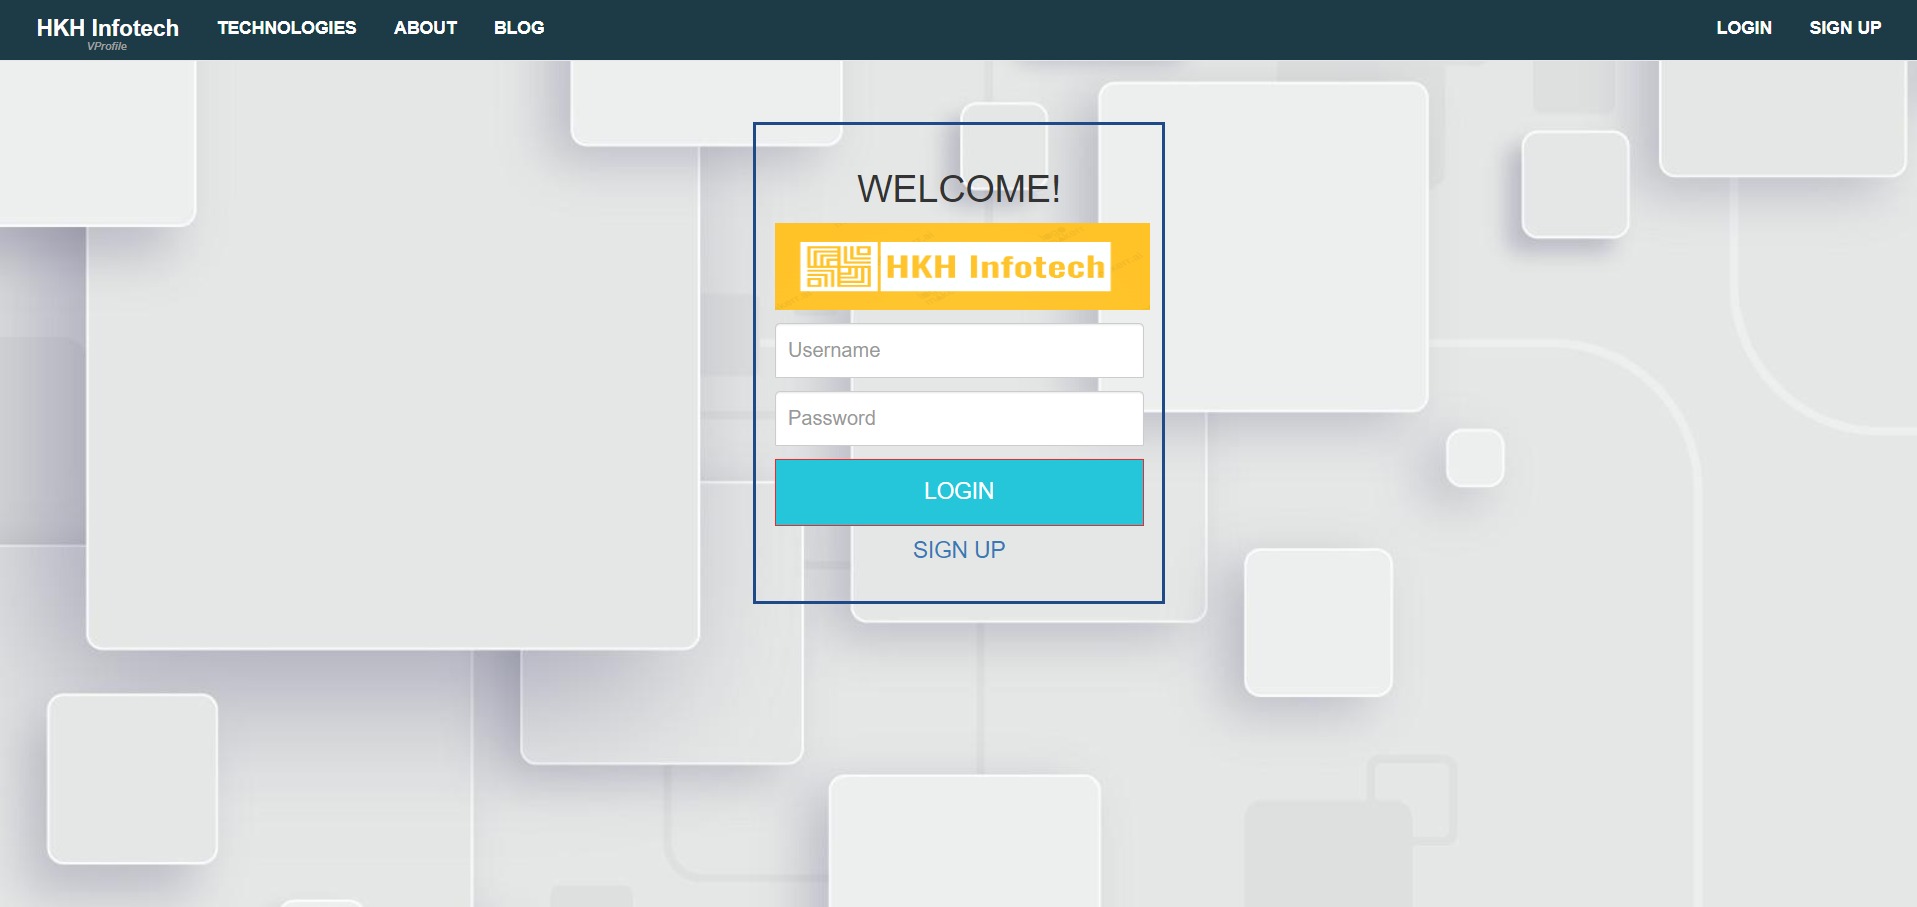 HKH Infotech
VProfile
TECHNOLOGIES
ABOUT
BLOG
LOGIN
SIGN UP
WELCOME!
HKH Infotech
Username
Password
LOGIN
SIGN UP